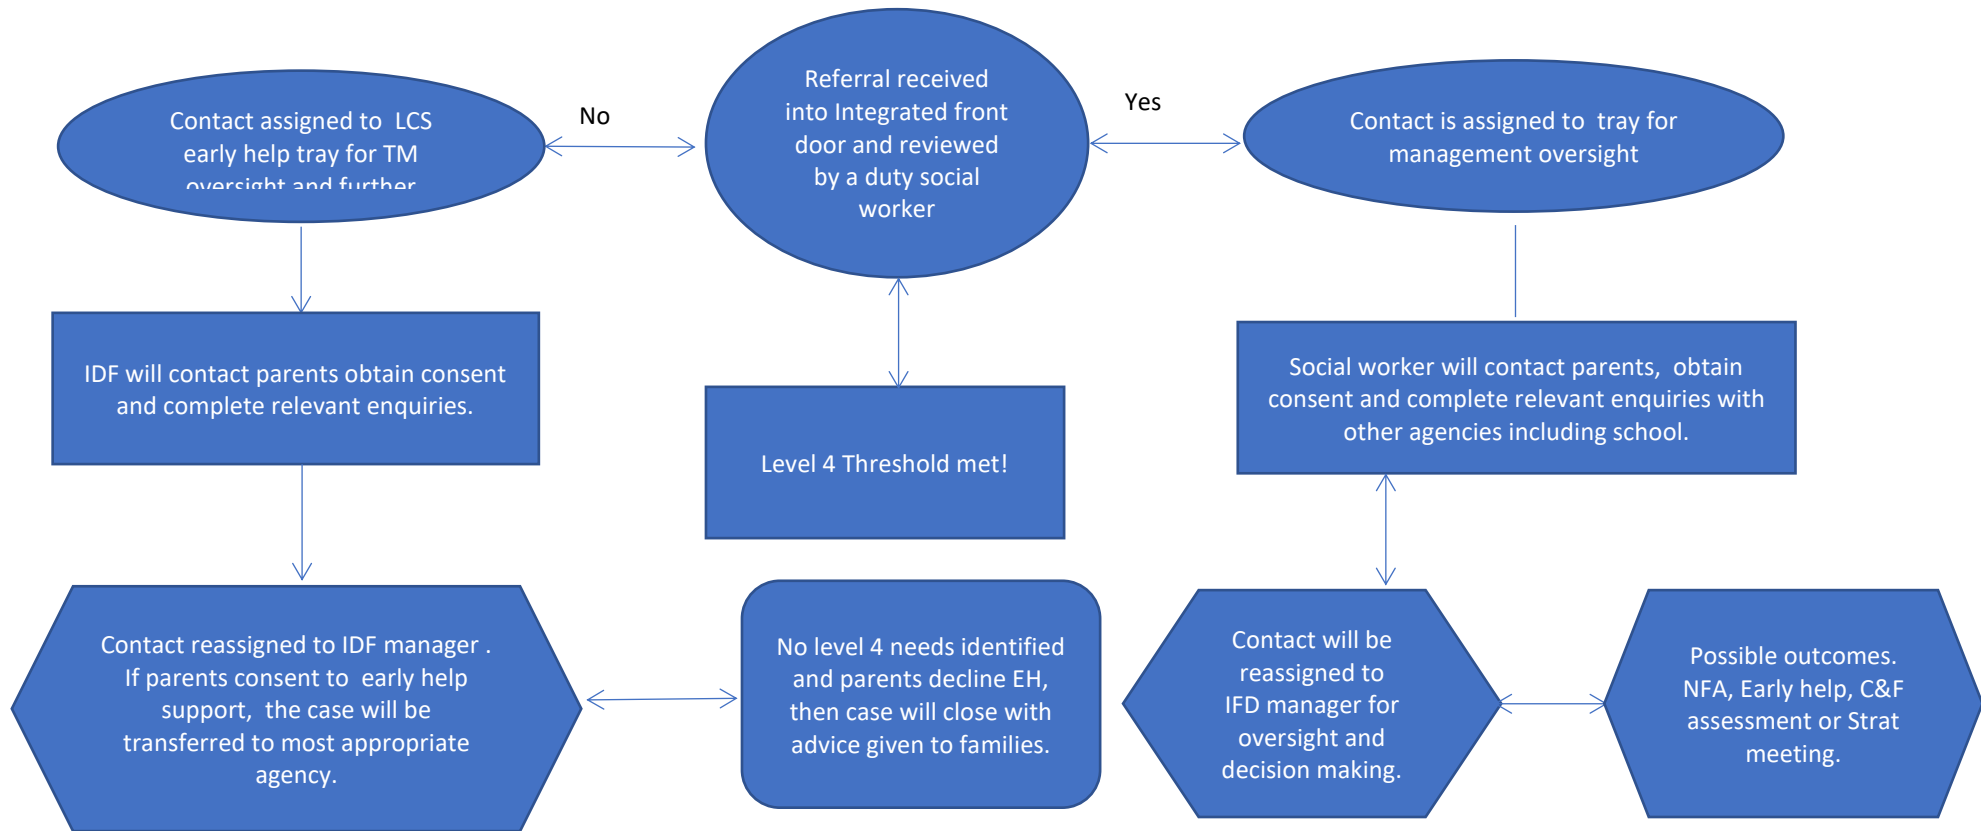 Contact assigned to  LCS
early help tray for TM
oversight and further
No
Referral received
into Integrated front
door and reviewed
by a duty social
worker
Yes
Contact is assigned to  tray for
management oversight
IDF will contact parents obtain consent
and complete relevant enquiries.
Level 4 Threshold met!
Social worker will contact parents,  obtain
consent and complete relevant enquiries with
other agencies including school.
Contact reassigned to IDF manager .
If parents consent to  early help
support,  the case will be
transferred to most appropriate
agency.
No level 4 needs identified
and parents decline EH,
then case will close with
advice given to families.
Contact will be
reassigned to
IFD manager for
oversight and
decision making.
Possible outcomes.
NFA, Early help, C&F
assessment or Strat
meeting.